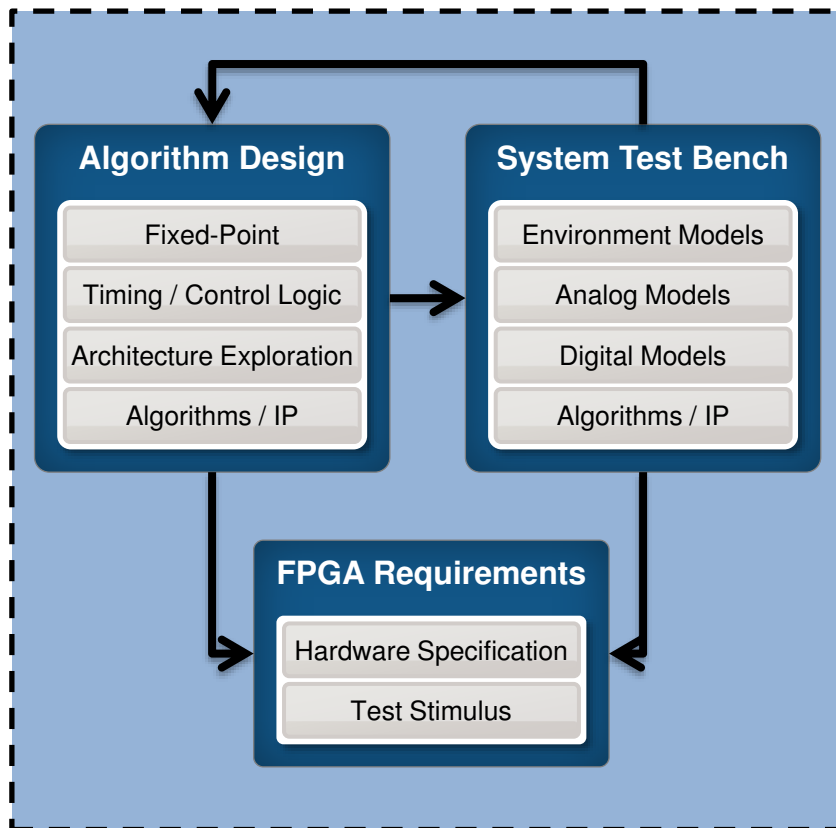 Algorithm Design
Fixed-Point
Timing / Control Logic
Architecture Exploration
Algorithms / IP
System Test Bench
Environment Models
Analog Models
Digital Models
Algorithms / IP
FPGA Requirements
Hardware Specification
Test Stimulus